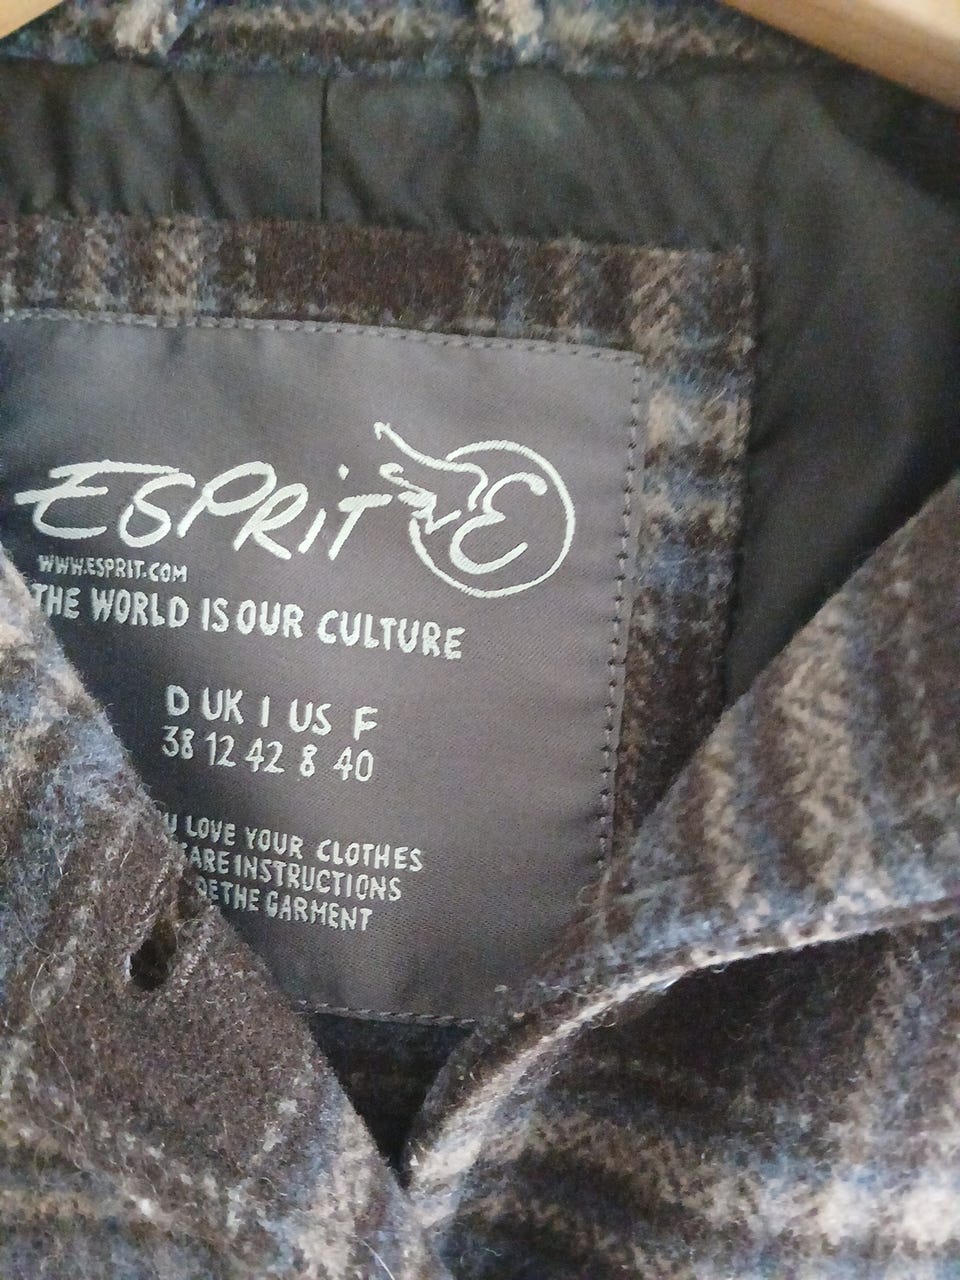 ESPRIT E
WWW.ESPRIT.COM
THE WORLD IS OUR CULTURE
D UK I US F
38 12 42 8 40
LOVE YOUR CLOTHES
CARE INSTRUCTIONS
THE GARMENT